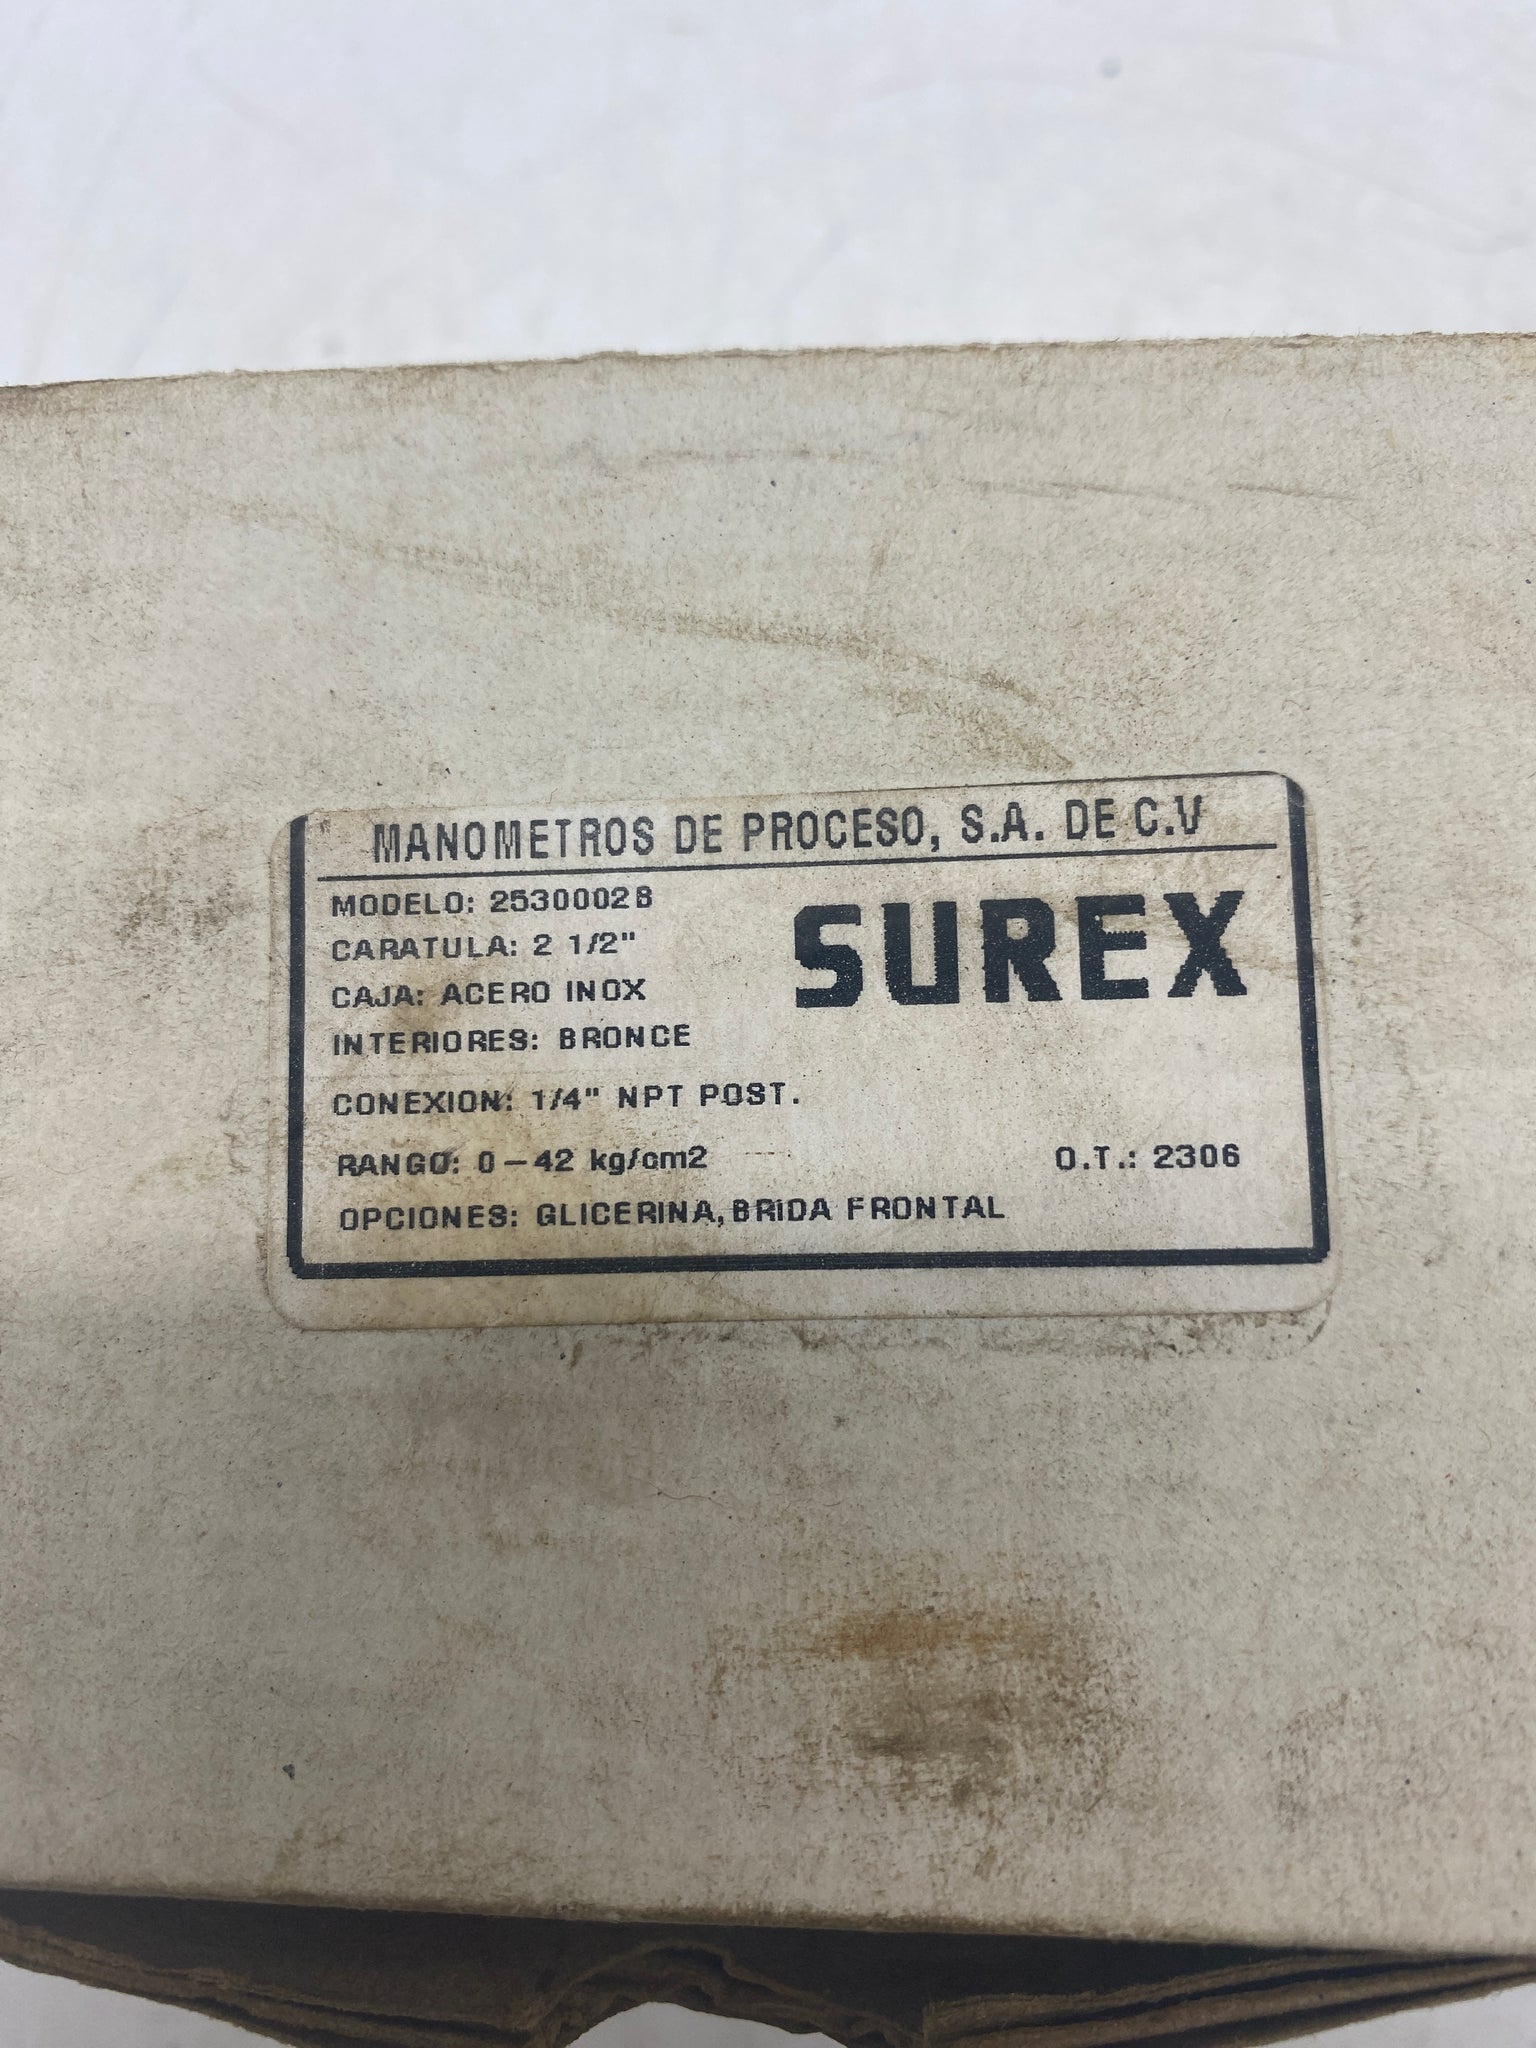 MANOMETROS DE PROCESO, S.A. DE C.V
MODELO: 25300028
SUREX
CARATULA: 2 1/2"
CAJA: ACERO INOX
INTERIORES: BRONCE
CONEXION: 1/4" NPT POST.
RANGO: 0-42 kg/cm2 O.T.: 2306
OPCIONES: GLICERINA,BRIDA FRONTAL